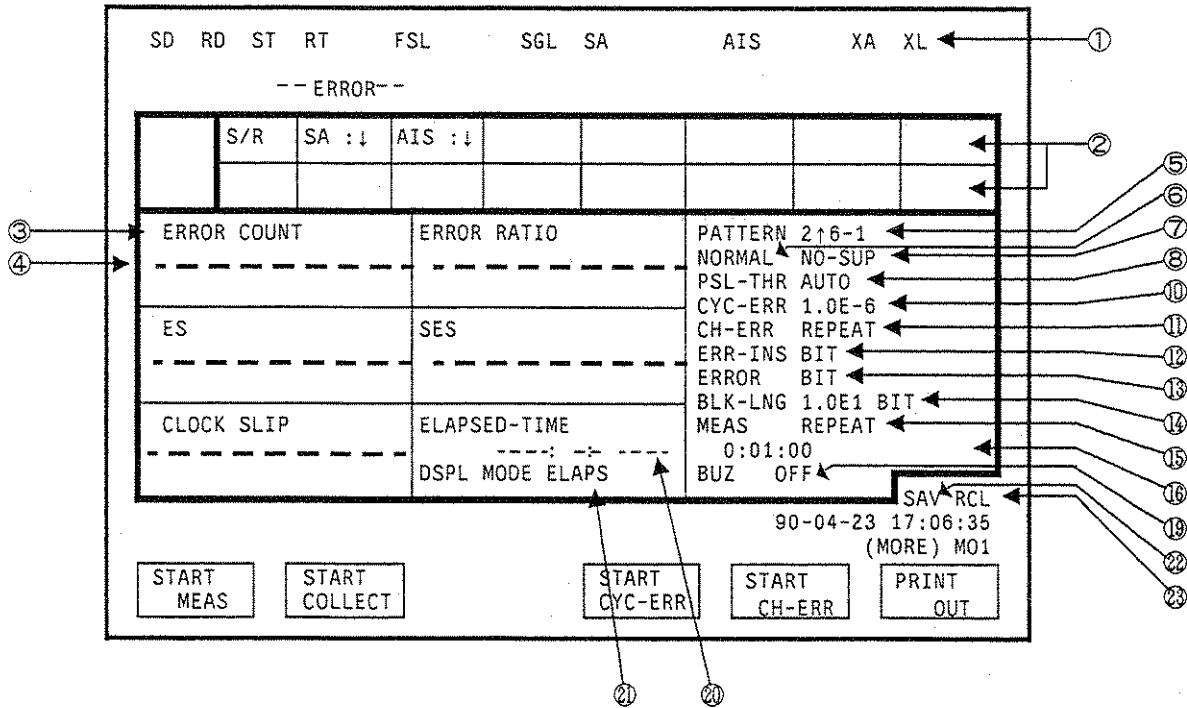 SD RD ST RT FSL SGL SA AIS XA XL ①
-- ERROR--
S/R SA :↓ AIS :↓ ②
③ ERROR COUNT ERROR RATIO PATTERN 2↑6-1 ⑤
④ NORMAL NO-SUP ⑥ ⑦
PSL-THR AUTO ⑧
CYC-ERR 1.0E-6 ⑩
ES SES CH-ERR REPEAT ⑪
ERR-INS BIT ⑫
ERROR BIT ⑬
BLK-LNG 1.0E1 BIT ⑭
CLOCK SLIP ELAPSED-TIME MEAS REPEAT ⑮
----: --: ---- 0:01:00 ⑯
DSPL MODE ELAPS BUZ OFF ⑲
SAV RCL ㉒ ㉓
90-04-23 17:06:35
(MORE) MO1
START MEAS
START COLLECT
START CYC-ERR
START CH-ERR
PRINT OUT
㉑ ⑳